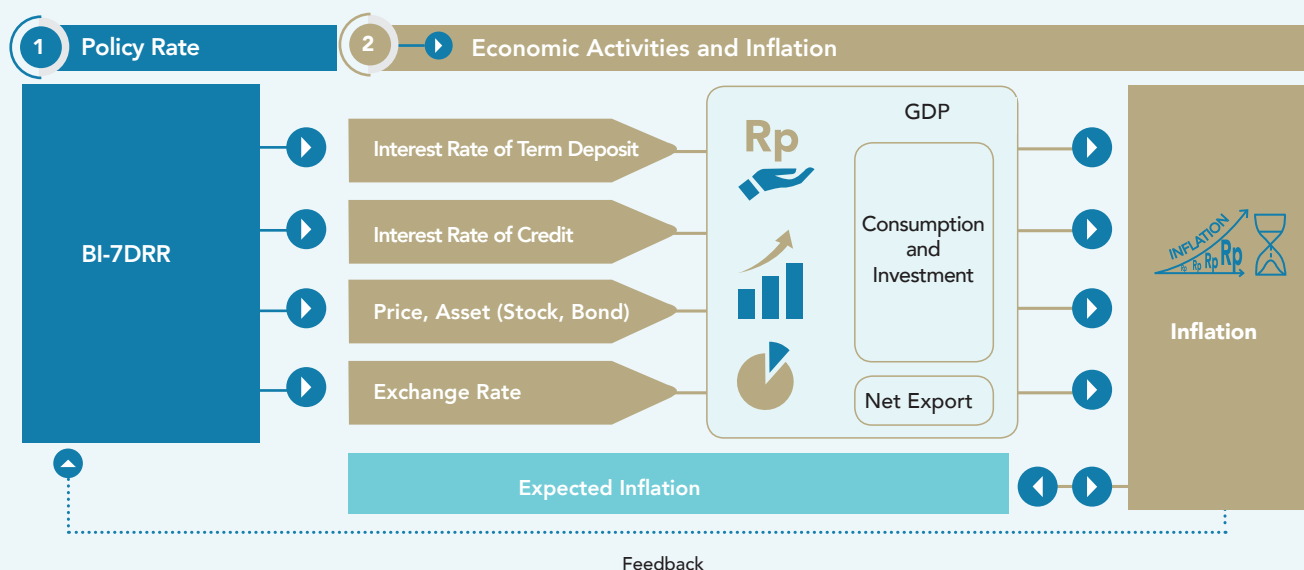 1
Policy Rate
2
Economic Activities and Inflation
BI-7DRR
Interest Rate of Term Deposit
Interest Rate of Credit
Price, Asset (Stock, Bond)
Exchange Rate
Rp
GDP
Consumption
and
Investment
Net Export
INFLATION
Rp Rp Rp Rp
Inflation
Expected Inflation
Feedback